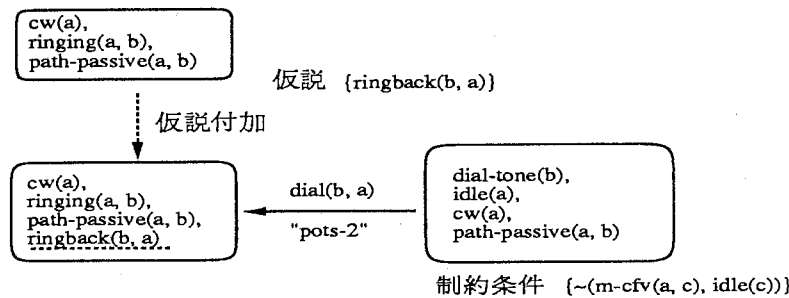 cw(a),
ringing(a, b),
path-passive(a, b)
仮説 {ringback(b, a)}
仮説付加
cw(a),
ringing(a, b),
path-passive(a, b),
ringback(b, a)
dial(b, a)
"pots-2"
dial-tone(b),
idle(a),
cw(a),
path-passive(a, b)
制約条件 {~(m-cfv(a, c), idle(c))}